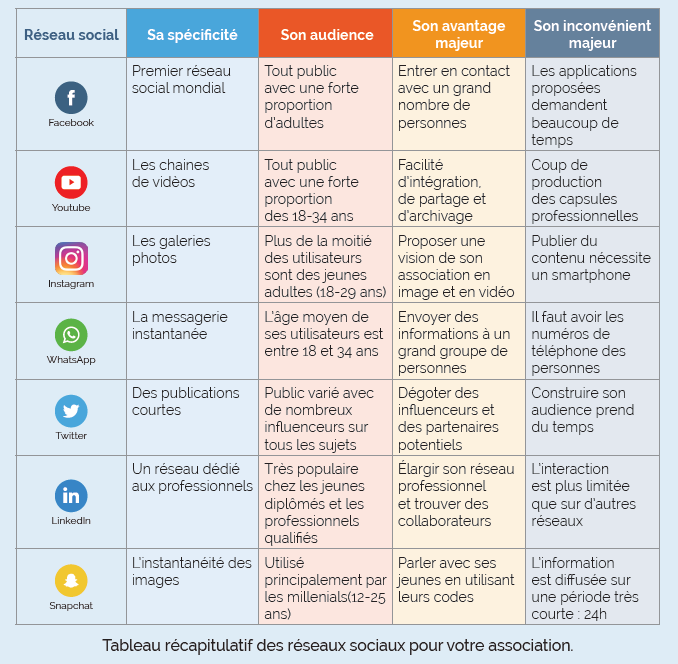 Réseau social
Sa spécificité
Son audience
Son avantage
majeur
Son inconvénient
majeur
Facebook
Premier réseau
social mondial
Tout public
avec une forte
proportion
d'adultes
Entrer en contact
avec un grand
nombre de
personnes
Les applications
proposées
demandent
beaucoup de
temps
Youtube
Les chaines
de vidèos
Tout public
avec une forte
proportion
des 18-34 ans
Facilité
d'intégration,
de partage et
d'archivage
Coup de
production
des capsules
professionnelles
Instagram
Les galeries
photos
Plus de la moitié
des utilisateurs
sont des jeunes
adultes (18-29 ans)
Proposer une
vision de son
association en
image et en vidéo
Publier du
contenu nécessite
un smartphone
WhatsApp
La messagerie
instantanée
L'âge moyen de
ses utilisateurs est
entre 18 et 34 ans
Envoyer des
informations à un
grand groupe de
personnes
Il faut avoir les
numéros de
téléphone des
personnes
Twitter
Des publications
courtes
Public varié avec
de nombreux
influenceurs sur
tous les sujets
Dégoter des
influenceurs et
des partenaires
potentiels
Construire son
audience prend
du temps
LinkedIn
Un réseau dédié
aux professionnels
Très populaire
chez les jeunes
diplômés et les
professionnels
qualifiés
Élargir son réseau
professionnel
et trouver des
collaborateurs
L'interaction
est plus limitée
que sur d'autres
réseaux
Snapchat
L'instantanéité des
images
Utilisé
principalement par
les millenials(12-25
ans)
Parler avec ses
jeunes en utilisant
leurs codes
L'information
est diffusée sur
une période très
courte : 24h
Tableau récapitulatif des réseaux sociaux pour votre association.